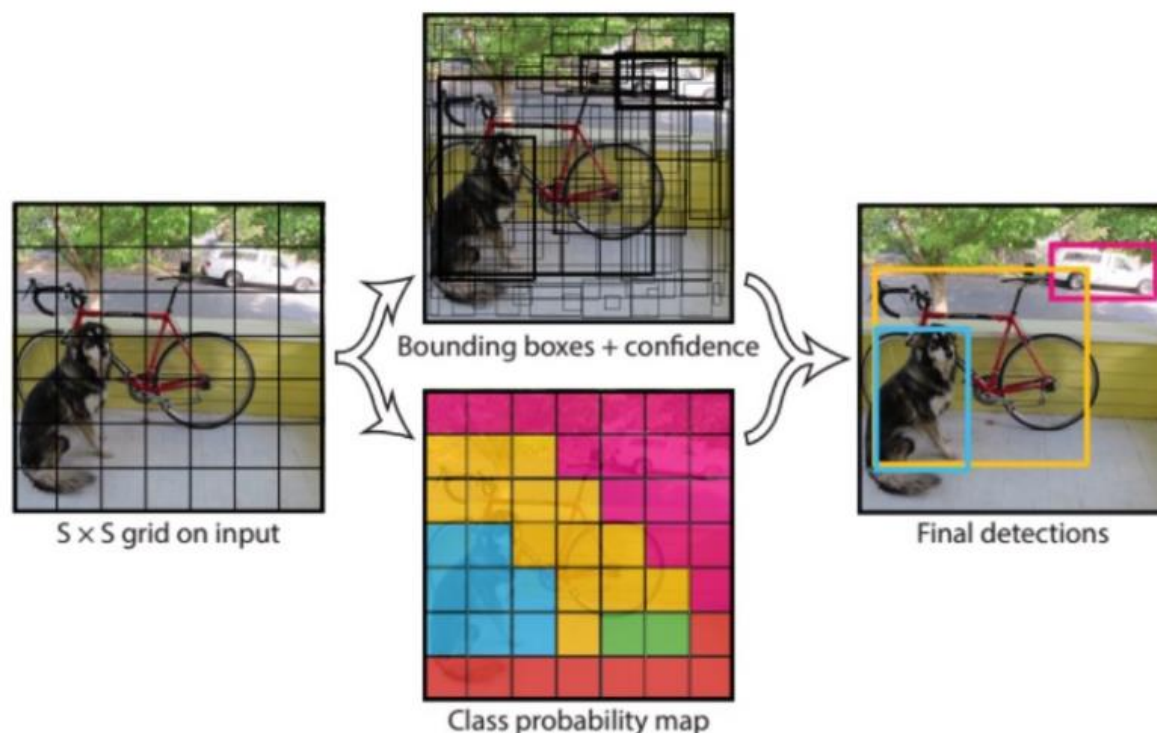 Bounding boxes + confidence
S × S grid on input
Final detections
Class probability map